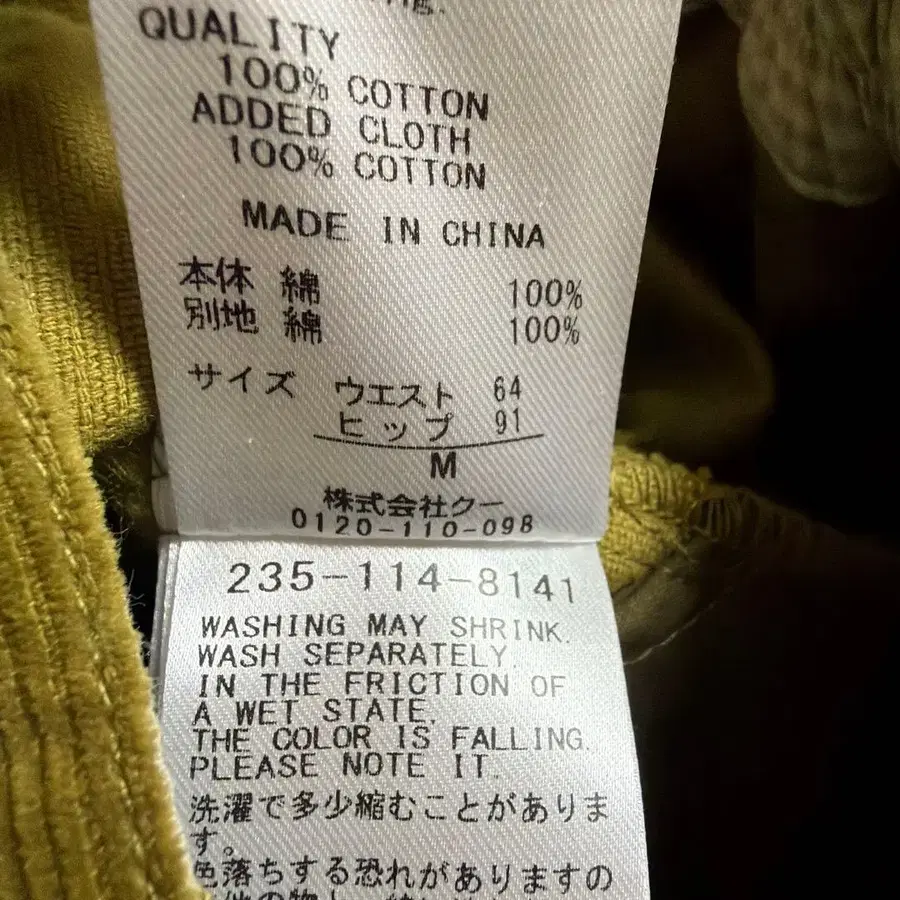 QUALITY
100% COTTON
ADDED CLOTH
100% COTTON
MADE IN CHINA
本体 綿 100%
別地 綿 100%
サイズ ウエスト 64
ヒップ 91
M
株式会社クー
0120-110-098
235-114-8141
WASHING MAY SHRINK.
WASH SEPARATELY.
IN THE FRICTION OF
A WET STATE,
THE COLOR IS FALLING.
PLEASE NOTE IT.
洗濯で多少縮むことがありま
す。
色落ちする恐れがありますの